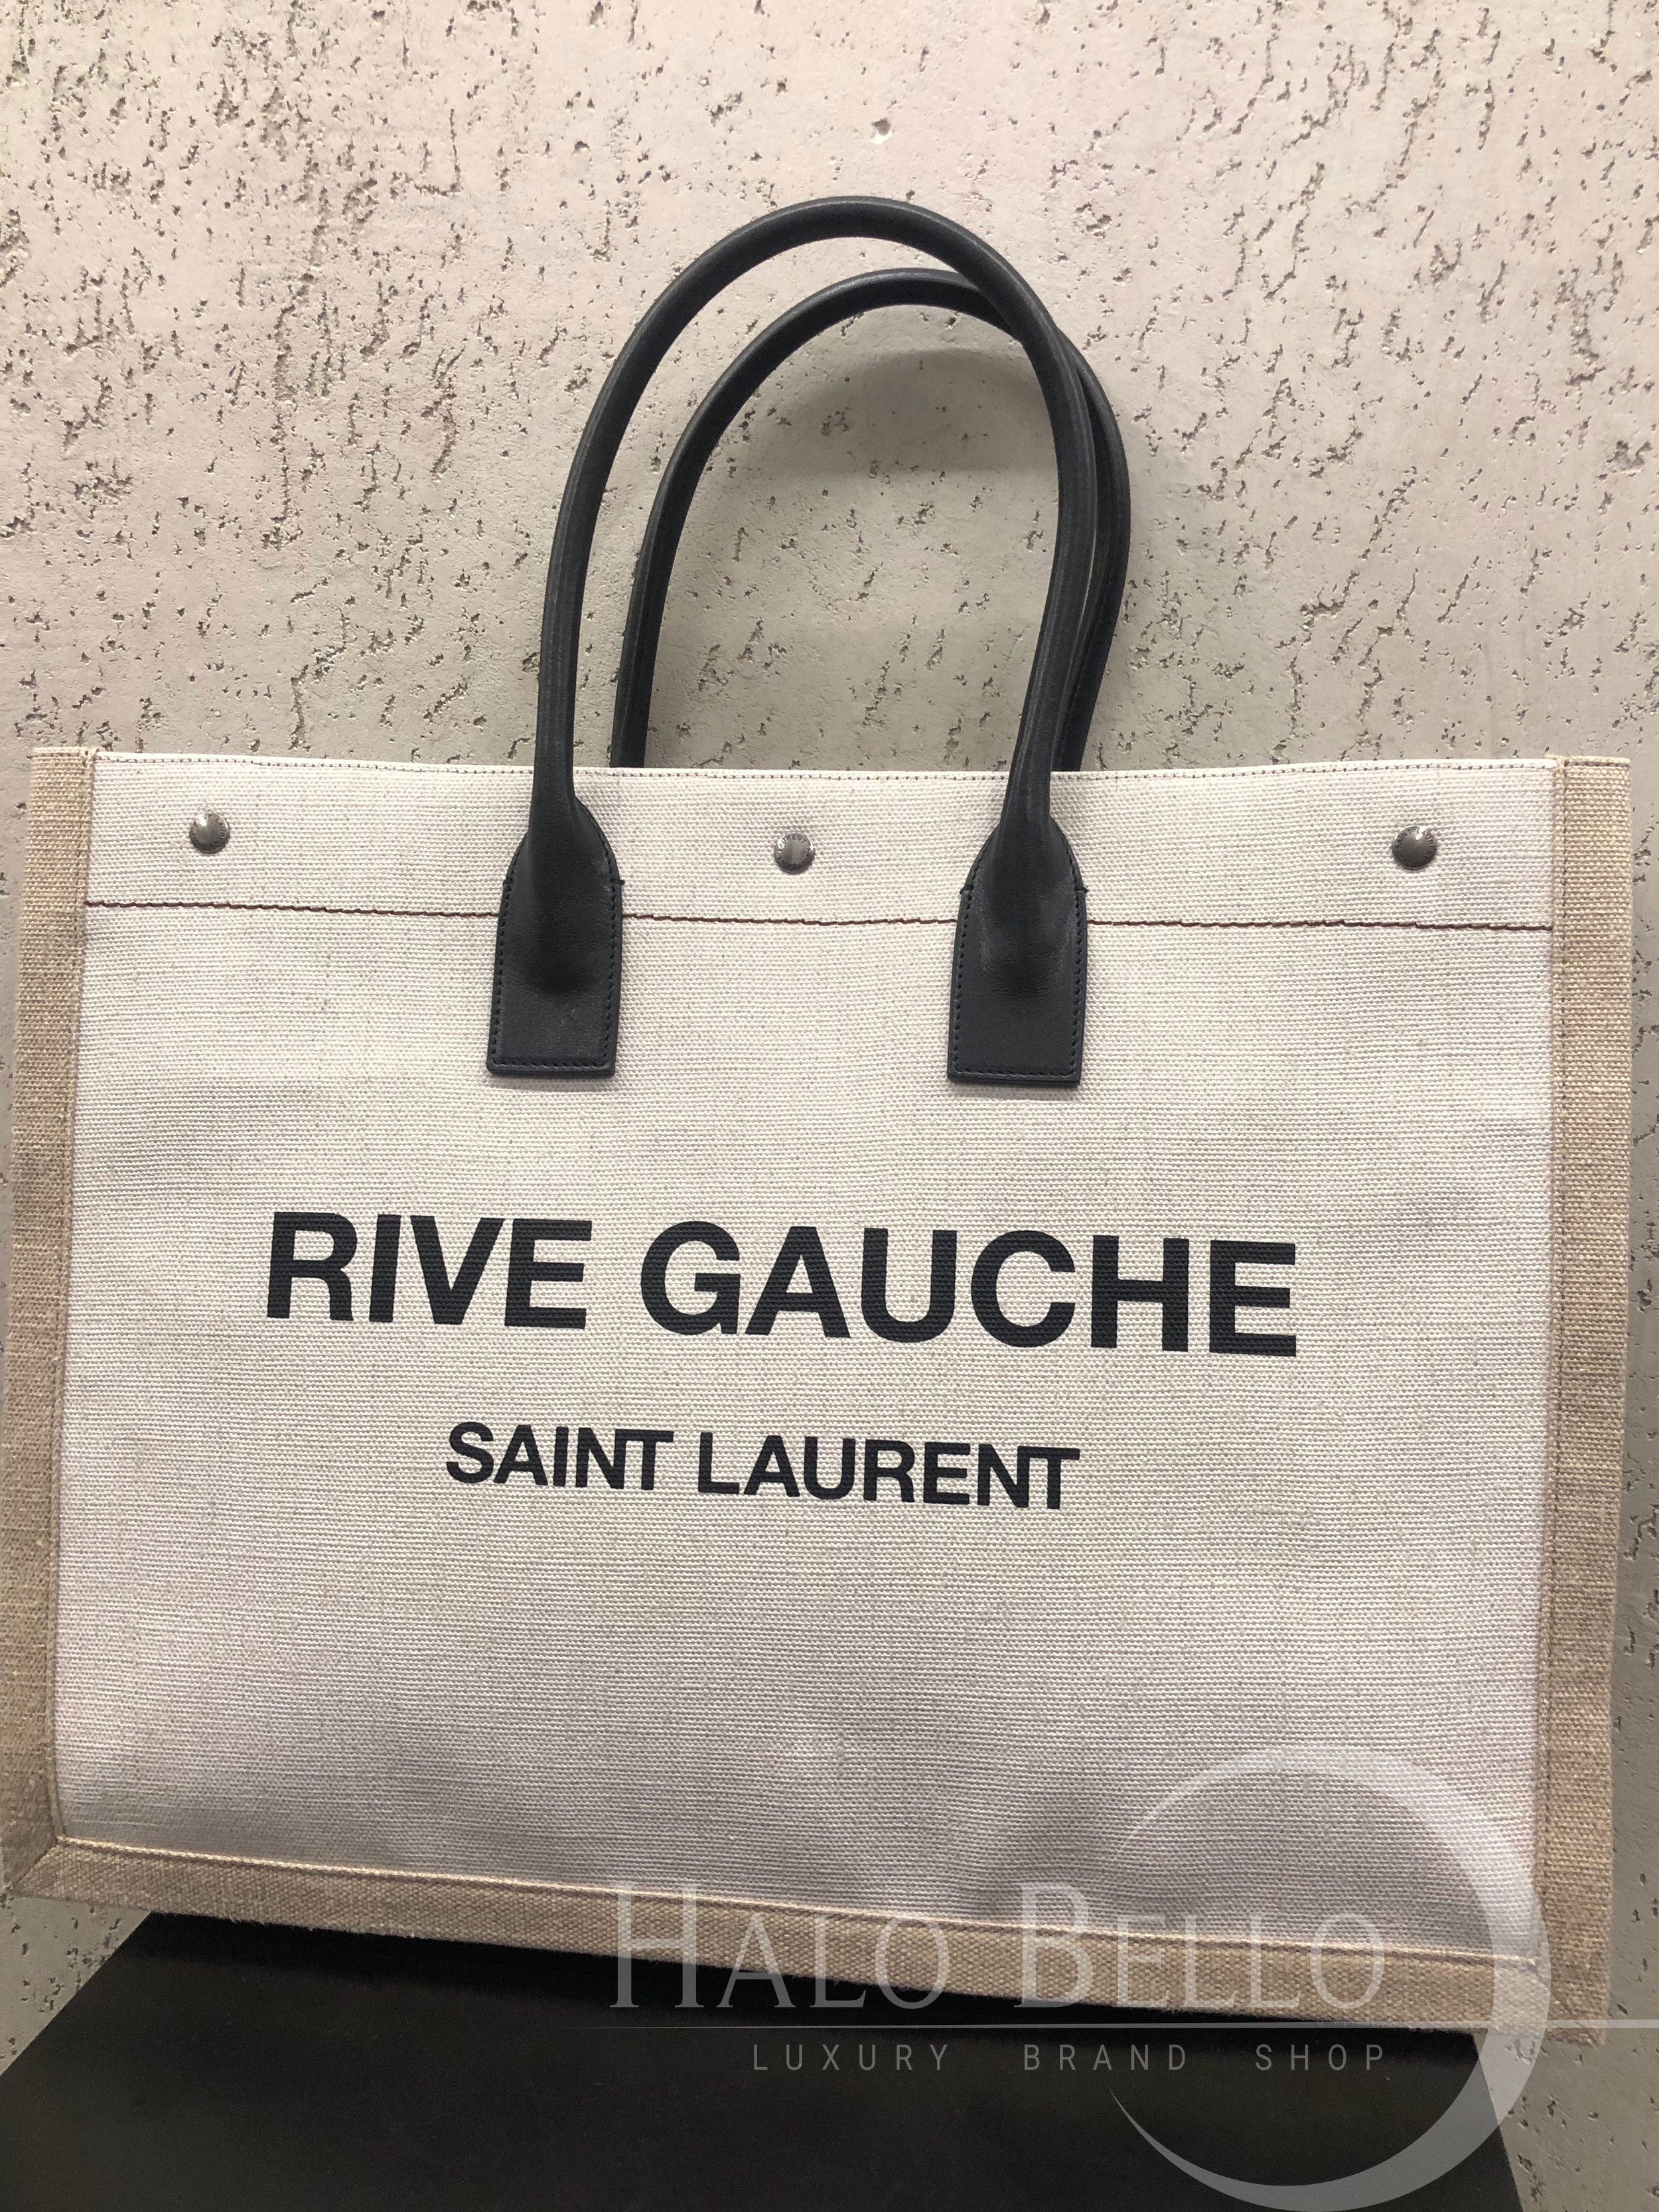 RIVE GAUCHE
SAINT LAURENT
HALO BELLO
LUXURY BRAND SHOP